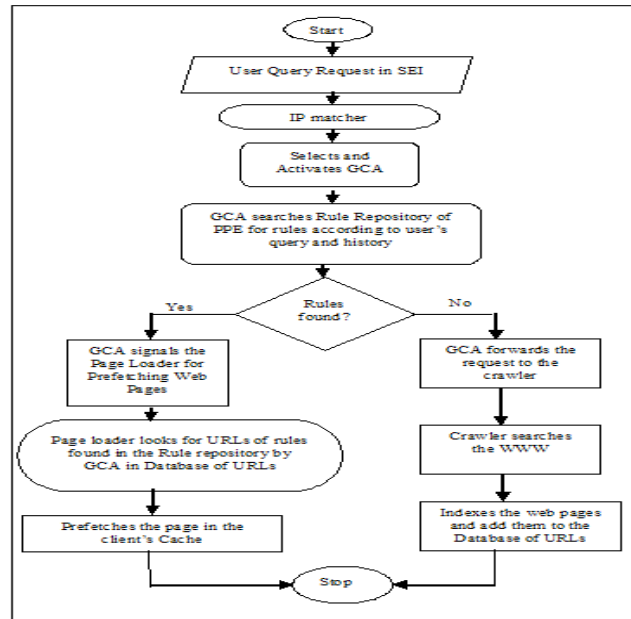 Start
User Query Request in SEI
IP matcher
Selects and
Activates GCA
GCA searches Rule Repository of
PPE for rules according to user's
query and history
Rules
found?
Yes
No
GCA signals the
Page Loader for
Prefetching Web
Pages
Page loader looks for URLs of rules
found in the Rule repository by
GCA in Database of URLs
Prefetches the page in the
client's Cache
GCA forwards the
request to the
crawler
Crawler searches
the WWW
Indexes the web pages
and add them to the
Database of URLs
Stop